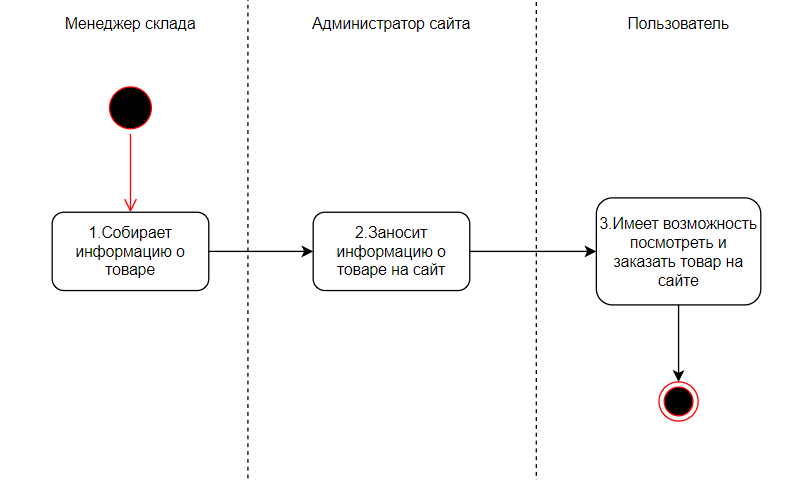 Менеджер склада
Администратор сайта
Пользователь
1.Собирает
информацию о
товаре
2.Заносит
информацию о
товаре на сайт
3.Имеет возможность
посмотреть и
заказать товар на
сайте